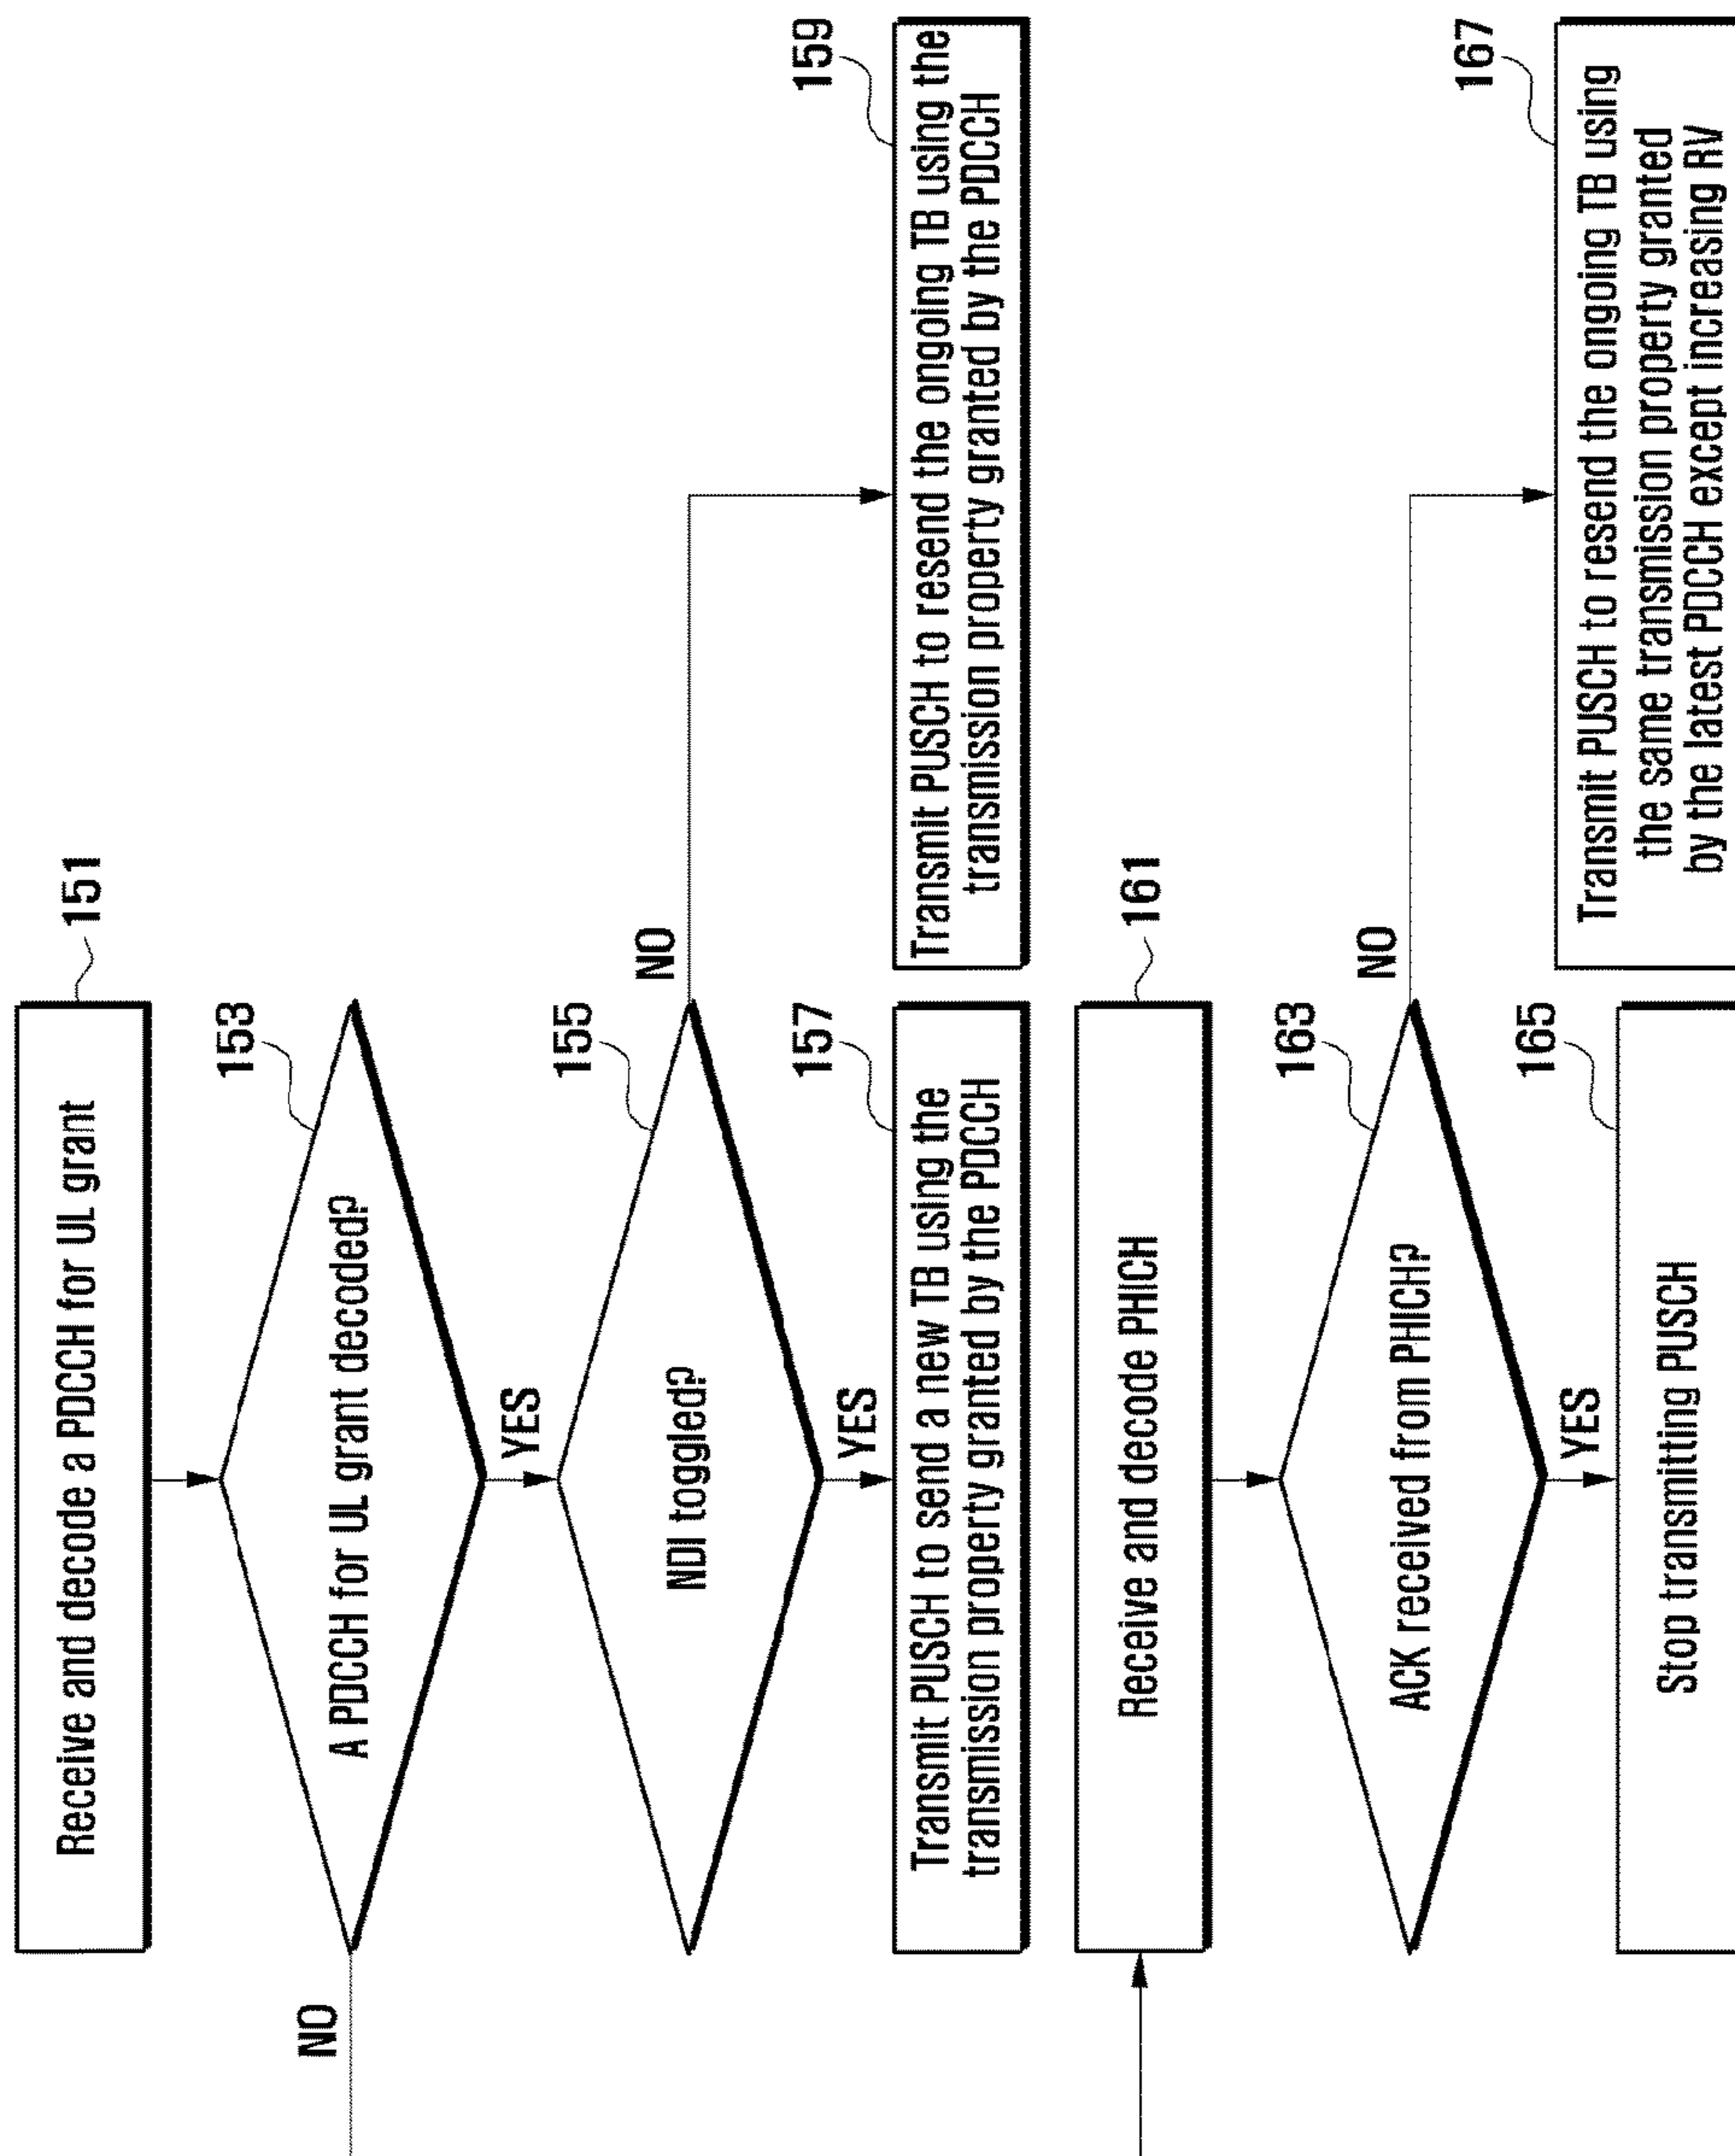 151
Receive and decode a PDCCH for UL grant
153
A PDCCH for UL grant decoded?
NO
YES
155
NDI toggled?
NO
YES
157
Transmit PUSCH to send a new TB using the
transmission property granted by the PDCCH
159
Transmit PUSCH to resend the ongoing TB using the
transmission property granted by the PDCCH
161
Receive and decode PHICH
163
ACK received from PHICH?
NO
YES
165
Stop transmitting PUSCH
167
Transmit PUSCH to resend the ongoing TB using
the same transmission property granted
by the latest PDCCH except increasing RV